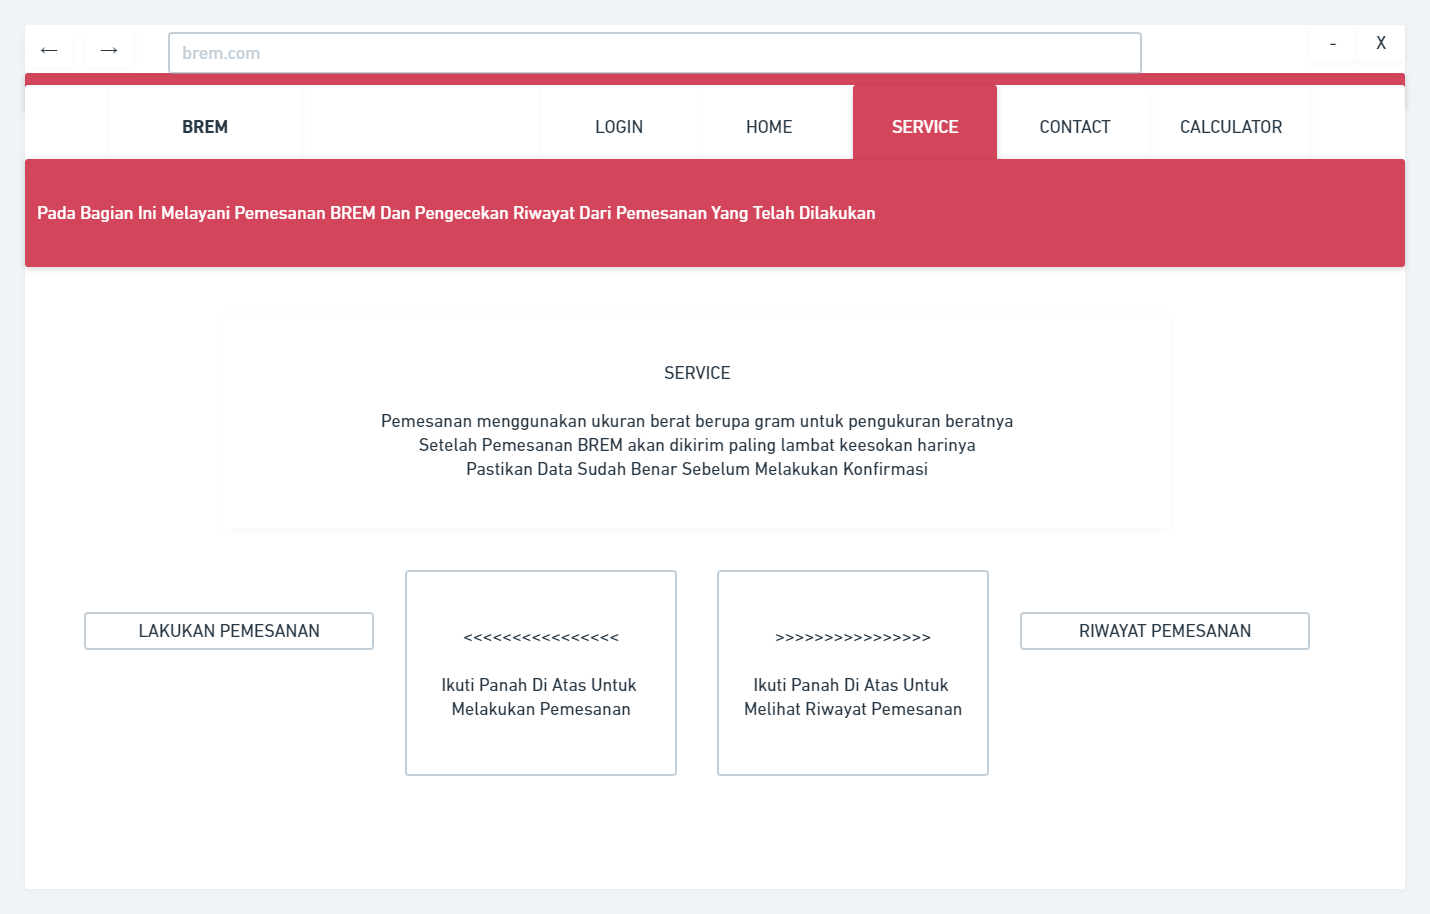 ← → brem.com - X
BREM LOGIN HOME SERVICE CONTACT CALCULATOR
Pada Bagian Ini Melayani Pemesanan BREM Dan Pengecekan Riwayat Dari Pemesanan Yang Telah Dilakukan
SERVICE
Pemesanan menggunakan ukuran berat berupa gram untuk pengukuran beratnya
Setelah Pemesanan BREM akan dikirim paling lambat keesokan harinya
Pastikan Data Sudah Benar Sebelum Melakukan Konfirmasi
LAKUKAN PEMESANAN
<<<<<<<<<<<<<<<<
Ikuti Panah Di Atas Untuk
Melakukan Pemesanan
>>>>>>>>>>>>>>>>
Ikuti Panah Di Atas Untuk
Melihat Riwayat Pemesanan
RIWAYAT PEMESANAN